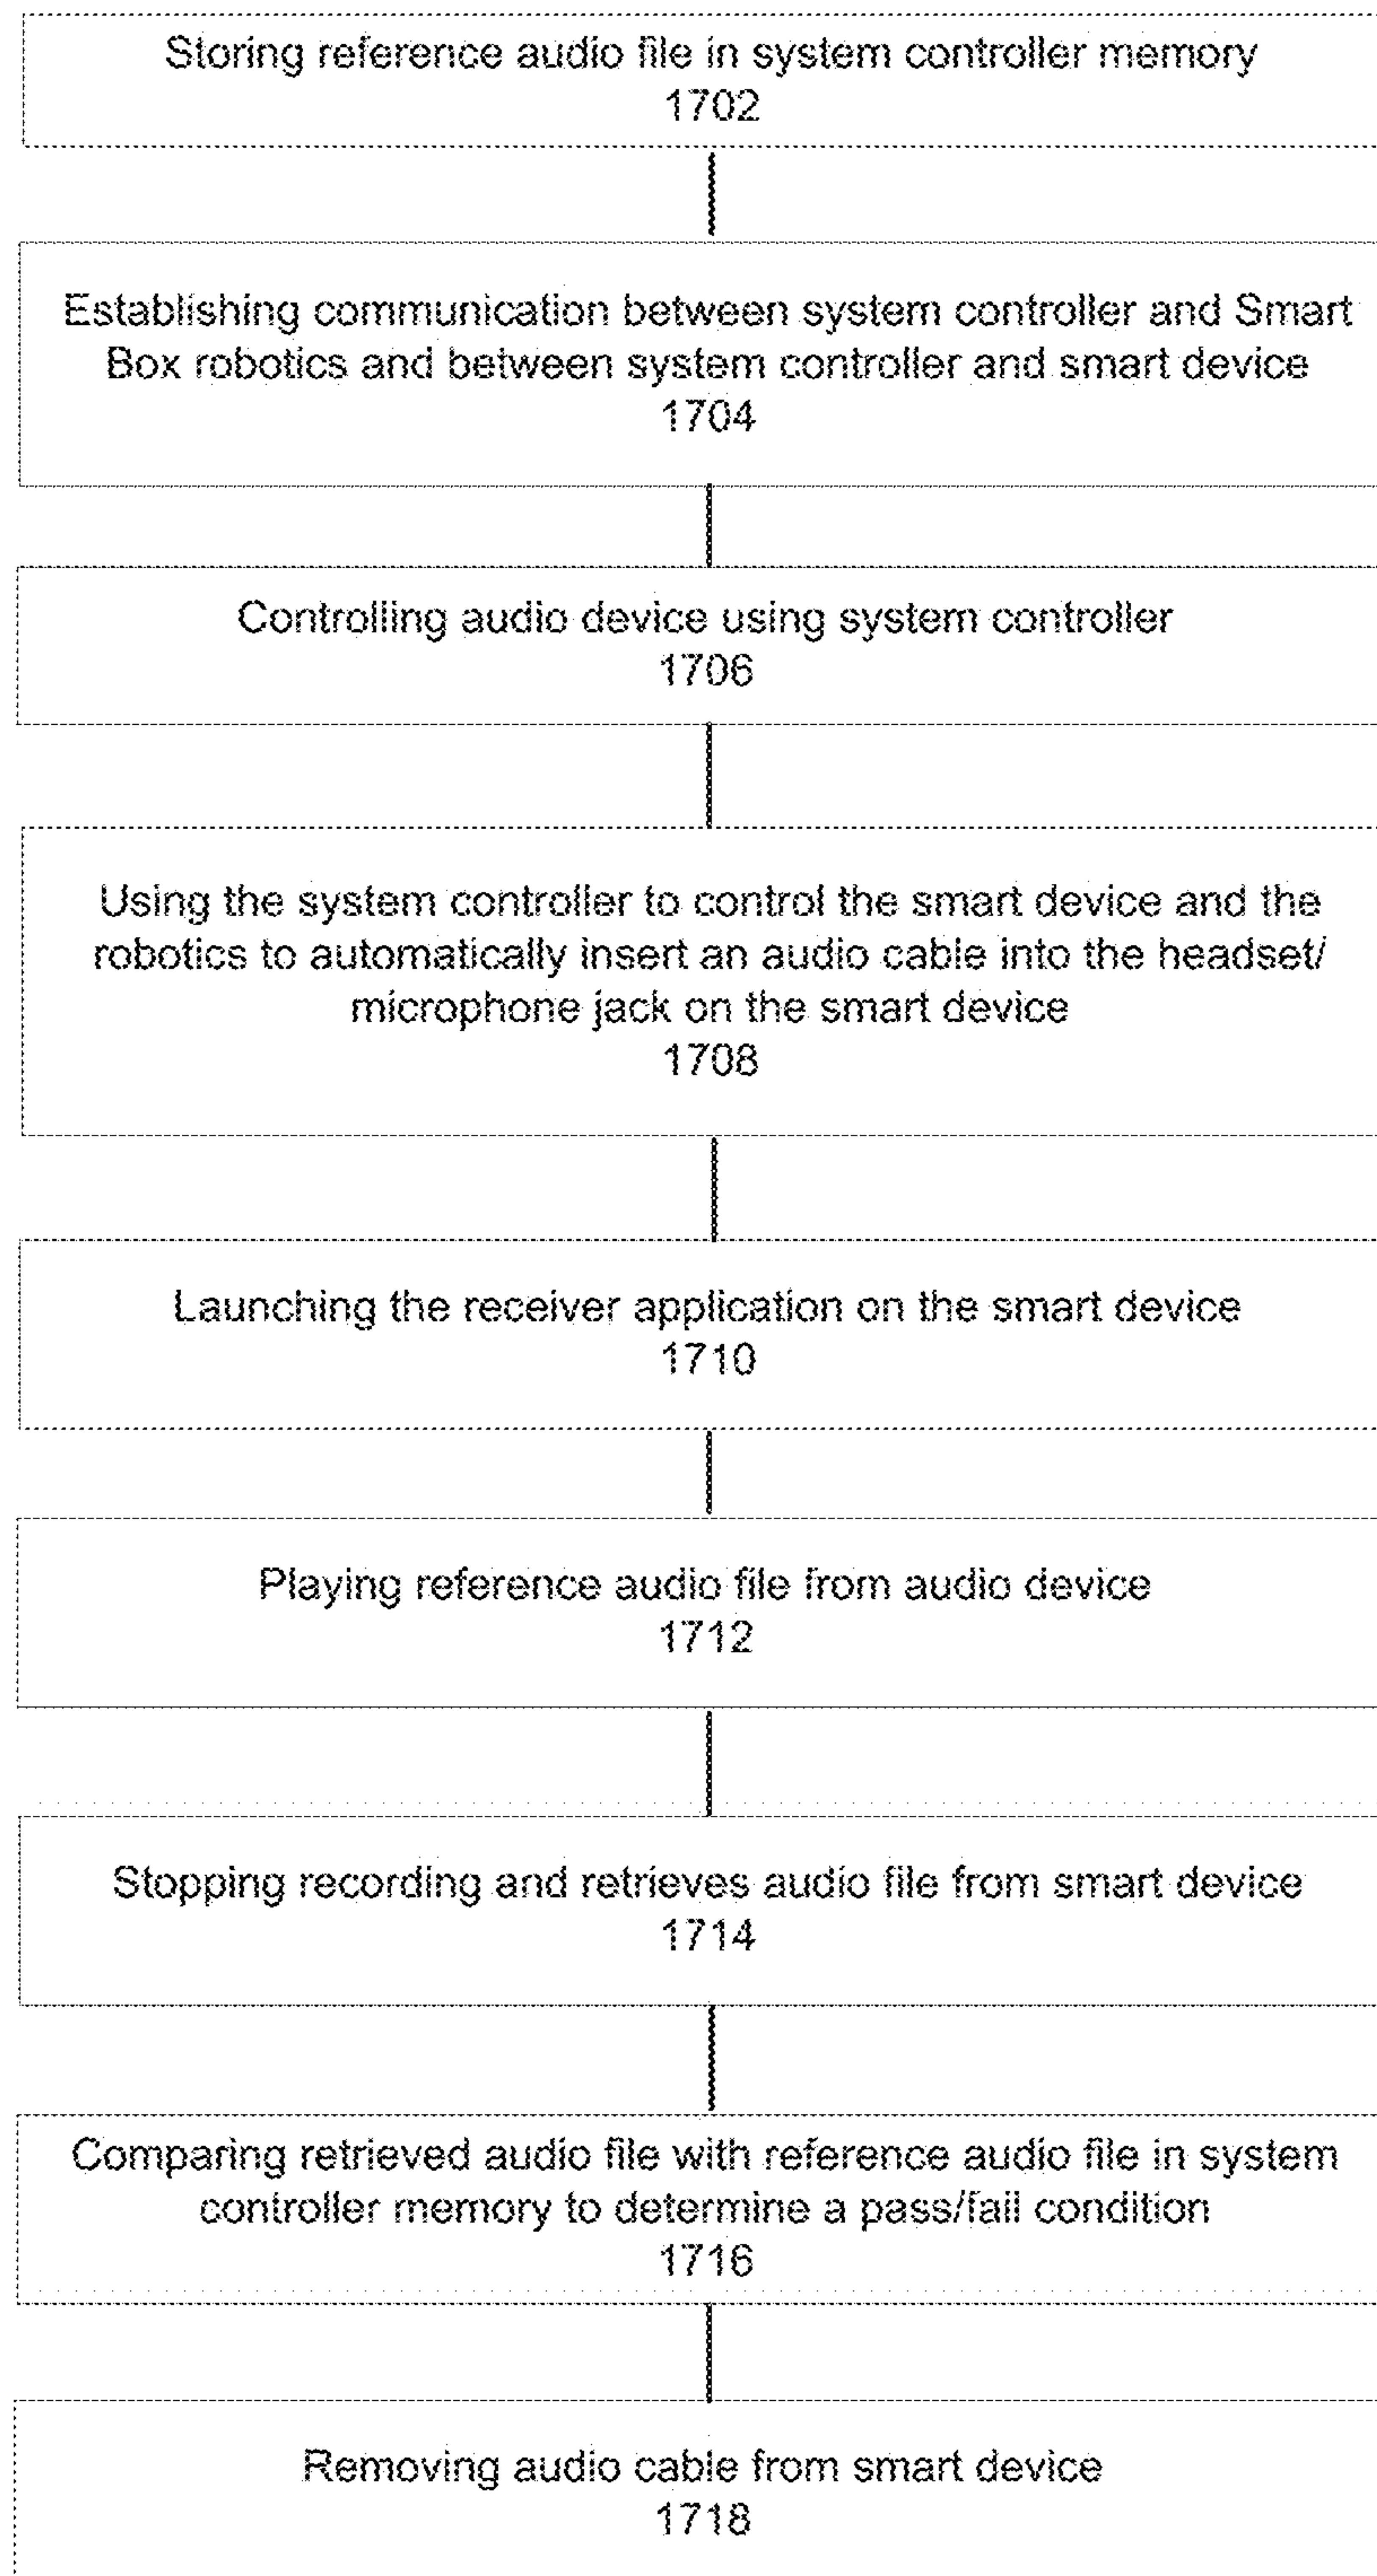 Storing reference audio file in system controller memory
1702
Establishing communication between system controller and Smart
Box robotics and between system controller and smart device
1704
Controlling audio device using system controller
1706
Using the system controller to control the smart device and the
robotics to automatically insert an audio cable into the headset/
microphone jack on the smart device
1708
Launching the receiver application on the smart device
1710
Playing reference audio file from audio device
1712
Stopping recording and retrieves audio file from smart device
1714
Comparing retrieved audio file with reference audio file in system
controller memory to determine a pass/fail condition
1716
Removing audio cable from smart device
1718